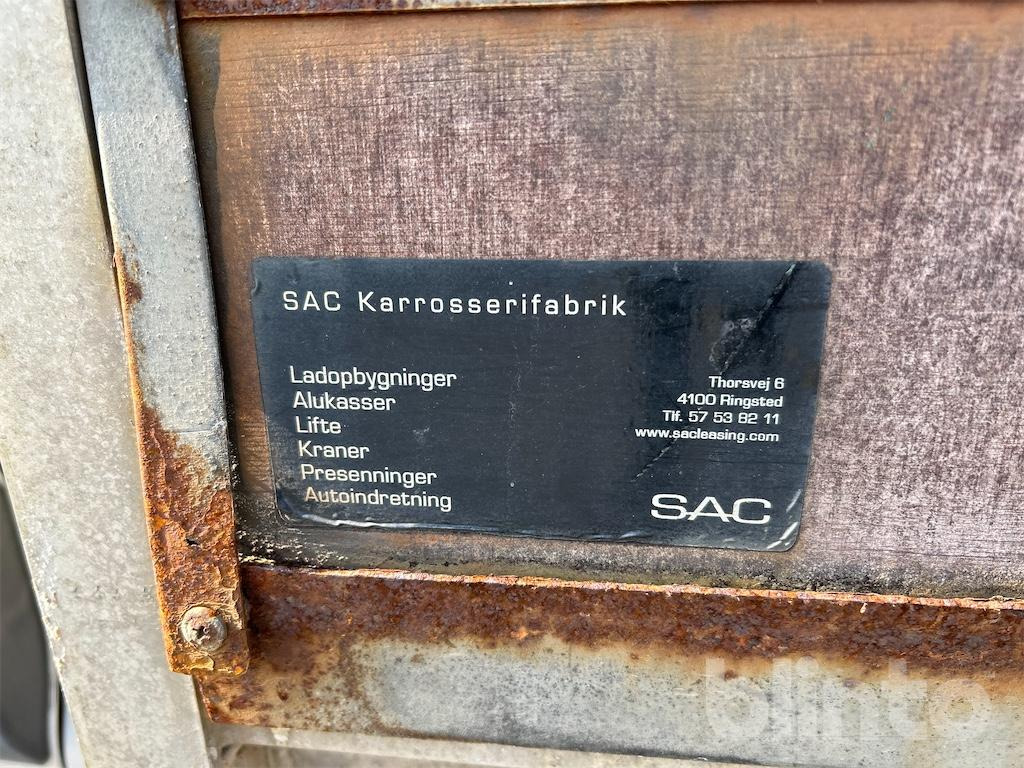 SAC Karrosserifabrik
Ladopbygninger
Alukasser
Lifte
Kraner
Presenninger
Autoindretning
Thorsvej 6
4100 Ringsted
Tlf. 57 53 82 11
www.sacleasing.com
SAC
blinto